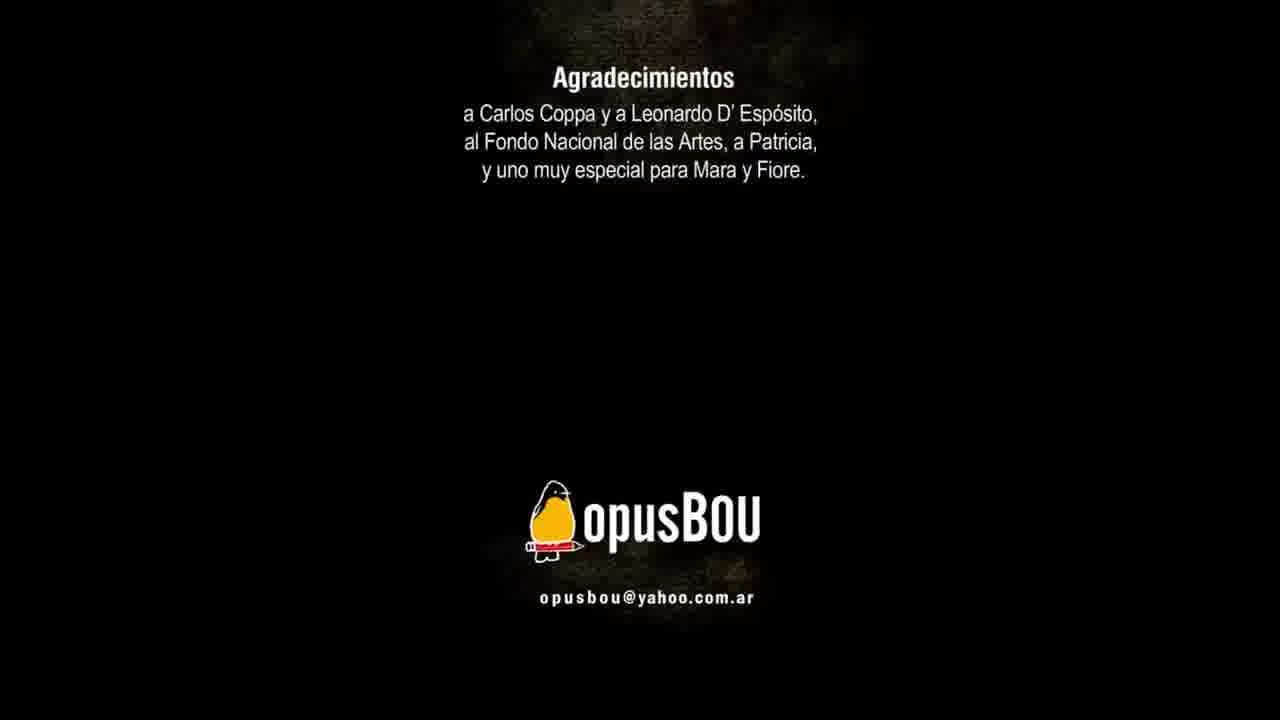 Agradecimientos
a Carlos Coppa y a Leonardo D' Espósito,
al Fondo Nacional de las Artes, a Patricia,
y uno muy especial para Mara y Fiore.
opusBOU
opusbou@yahoo.com.ar